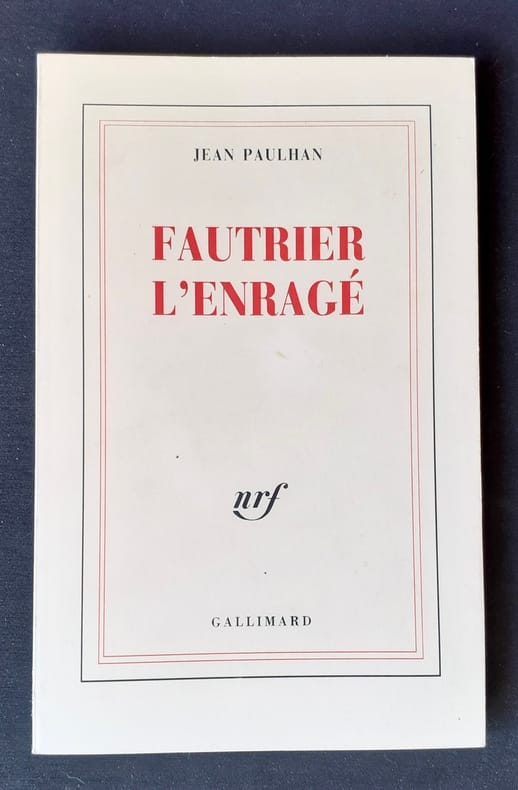 JEAN PAULHAN
FAUTRIER
L'ENRAGÉ
nrf
GALLIMARD